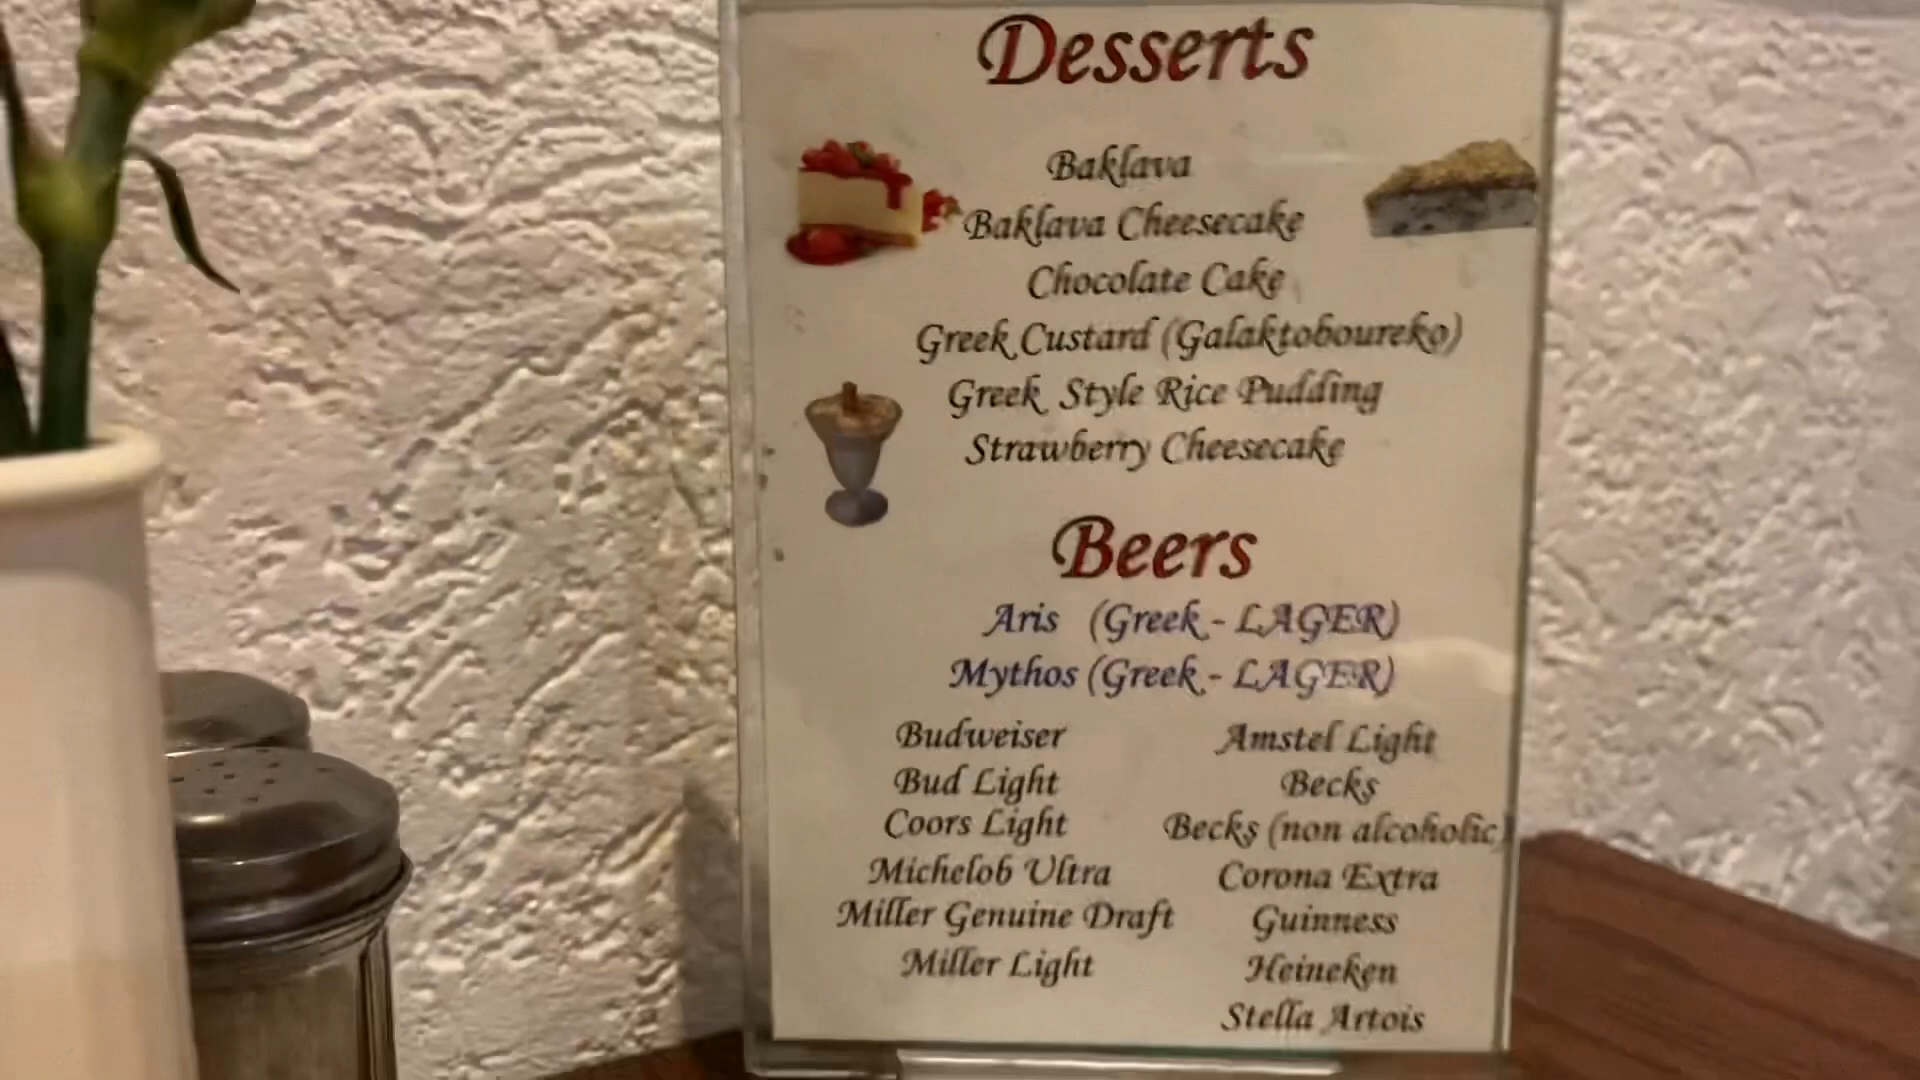 Desserts
Baklava
Baklava Cheesecake
Chocolate Cake
Greek Custard (Galaktoboureko)
Greek Style Rice Pudding
Strawberry Cheesecake
Beers
Aris (Greek - LAGER)
Mythos (Greek - LAGER)
Budweiser
Bud Light
Coors Light
Michelob Ultra
Miller Genuine Draft
Miller Light
Amstel Light
Becks
Becks (non alcoholic)
Corona Extra
Guinness
Heineken
Stella Artois